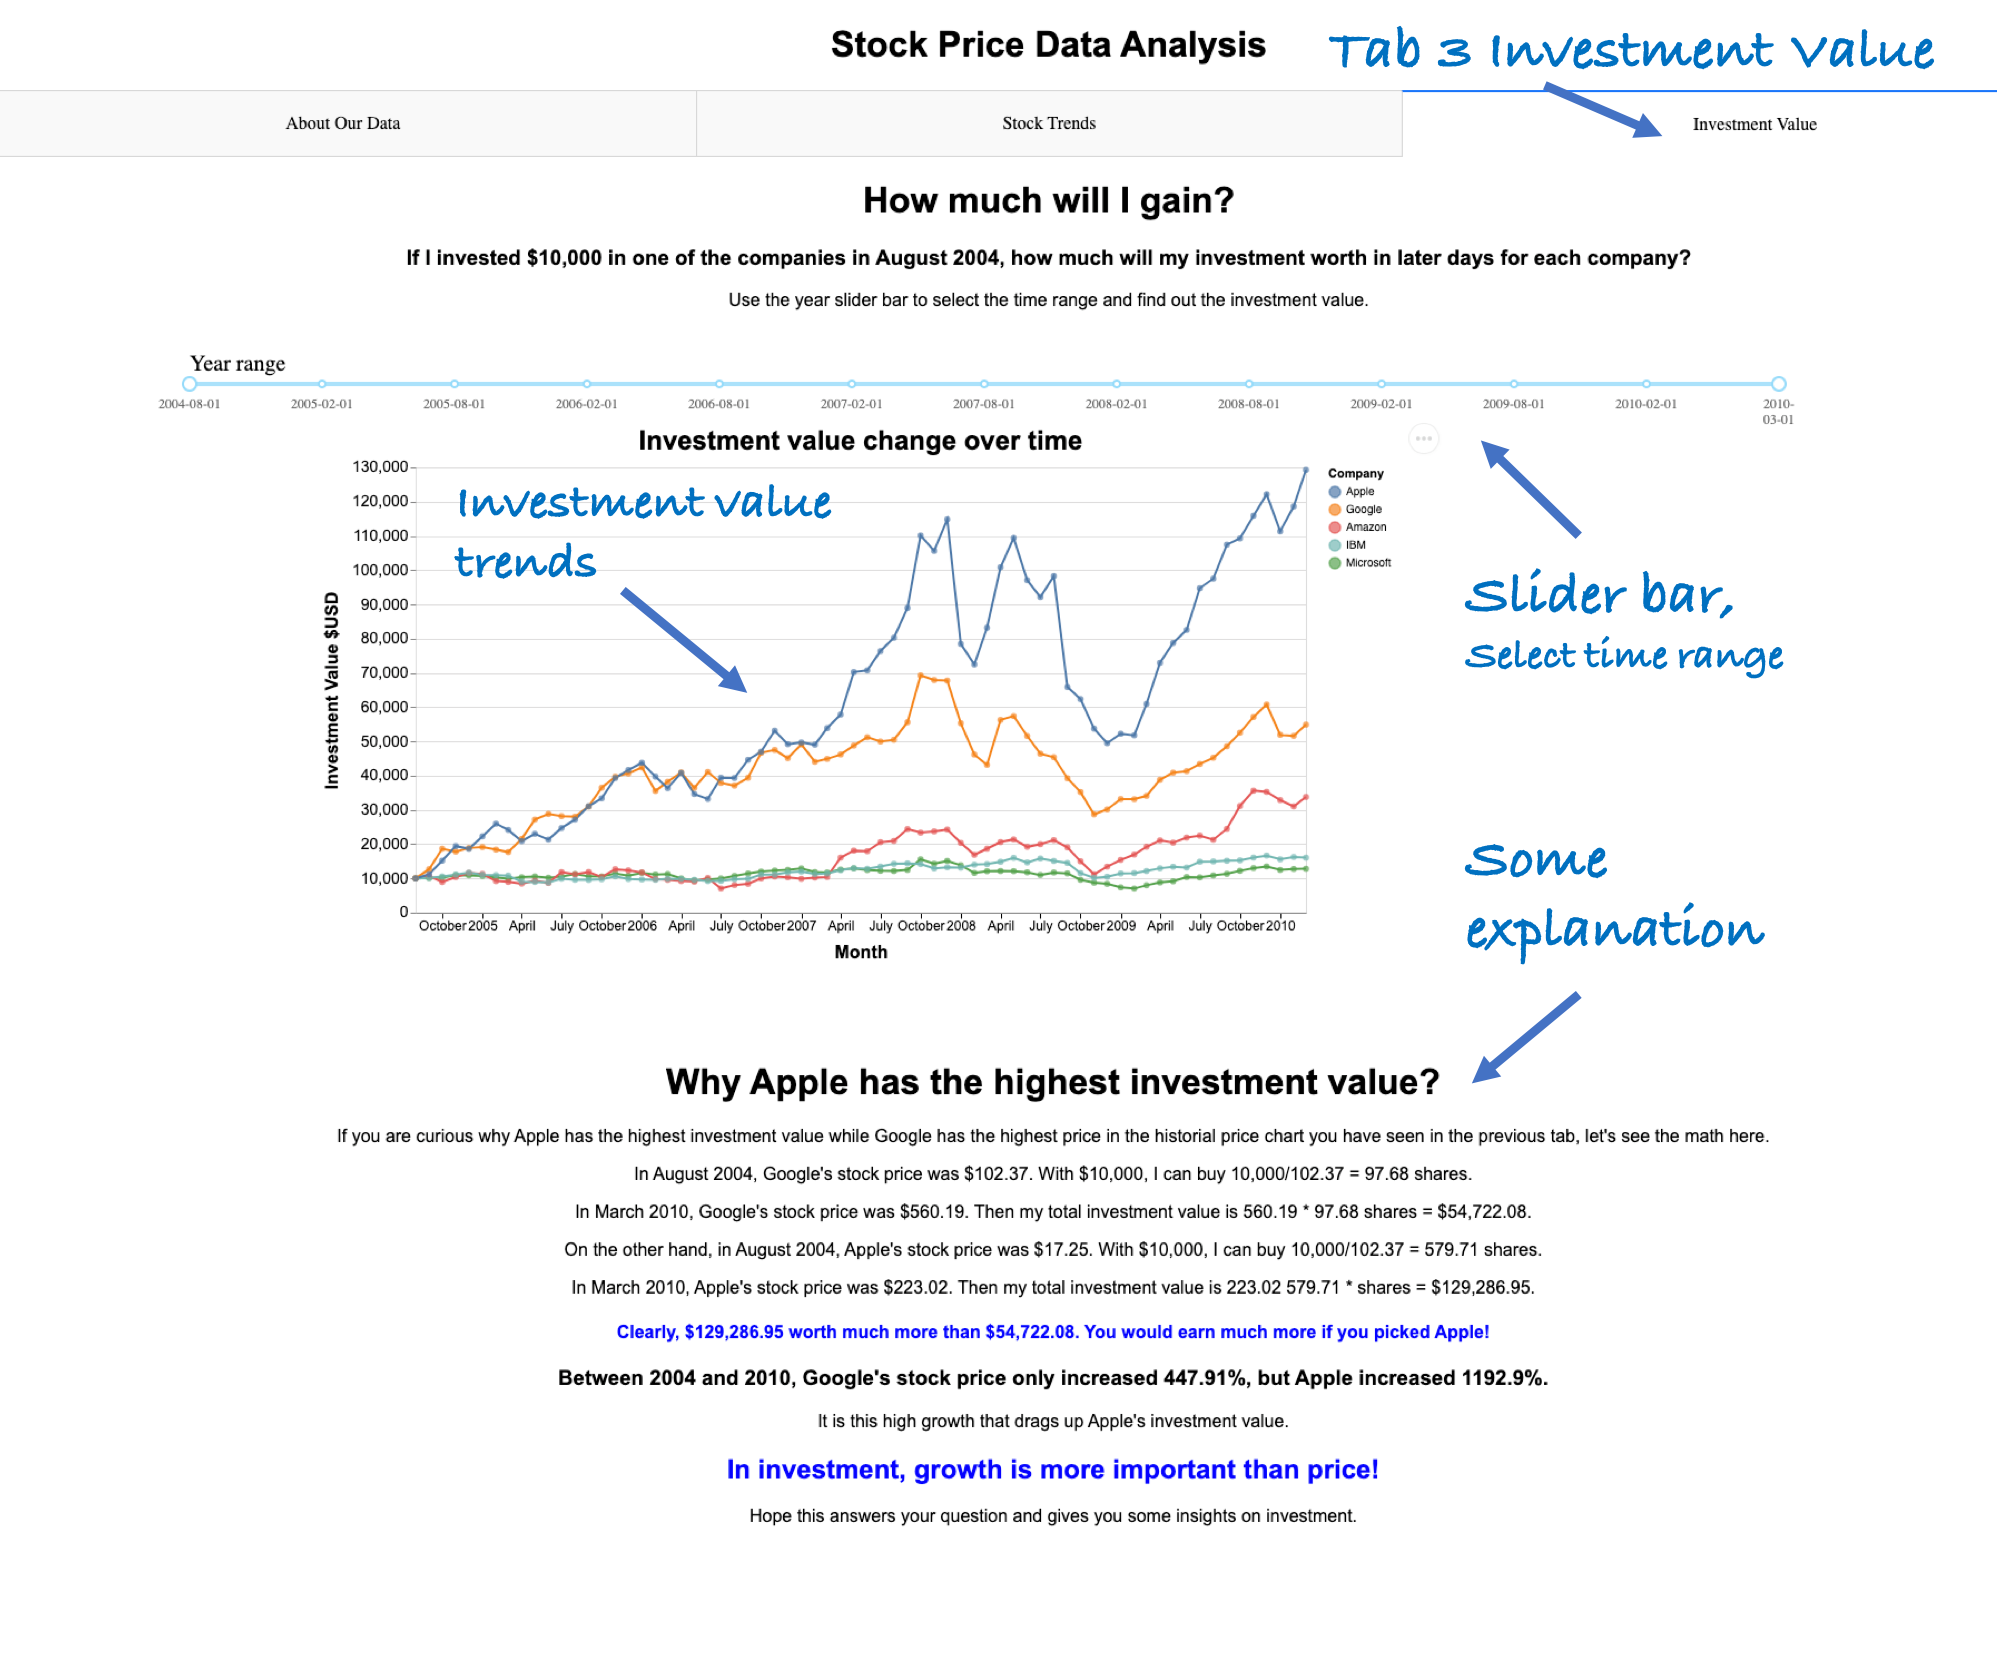 Stock Price Data Analysis
Tab 3 Investment Value
About Our Data
Stock Trends
Investment Value
How much will I gain?
If I invested $10,000 in one of the companies in August 2004, how much will my investment worth in later days for each company?
Use the year slider bar to select the time range and find out the investment value.
Year range
2004-08-01 2005-02-01 2005-08-01 2006-02-01 2006-08-01 2007-02-01 2007-08-01 2008-02-01 2008-08-01 2009-02-01 2009-08-01 2010-02-01 2010-
03-01
Investment value change over time
Investment value
trends
130,000
120,000
110,000
100,000
90,000
80,000
70,000
60,000
50,000
40,000
30,000
20,000
10,000
0
Investment Value $USD
October 2005 April July October 2006 April July October 2007 April July October 2008 April July October 2009 April July October 2010
Month
Company
Apple
Google
Amazon
IBM
Microsoft
Slider bar,
Select time range
Some
explanation
Why Apple has the highest investment value?
If you are curious why Apple has the highest investment value while Google has the highest price in the historial price chart you have seen in the previous tab, let's see the math here.
In August 2004, Google's stock price was $102.37. With $10,000, I can buy 10,000/102.37 = 97.68 shares.
In March 2010, Google's stock price was $560.19. Then my total investment value is 560.19 * 97.68 shares = $54,722.08.
On the other hand, in August 2004, Apple's stock price was $17.25. With $10,000, I can buy 10,000/102.37 = 579.71 shares.
In March 2010, Apple's stock price was $223.02. Then my total investment value is 223.02 579.71 * shares = $129,286.95.
Clearly, $129,286.95 worth much more than $54,722.08. You would earn much more if you picked Apple!
Between 2004 and 2010, Google's stock price only increased 447.91%, but Apple increased 1192.9%.
It is this high growth that drags up Apple's investment value.
In investment, growth is more important than price!
Hope this answers your question and gives you some insights on investment.